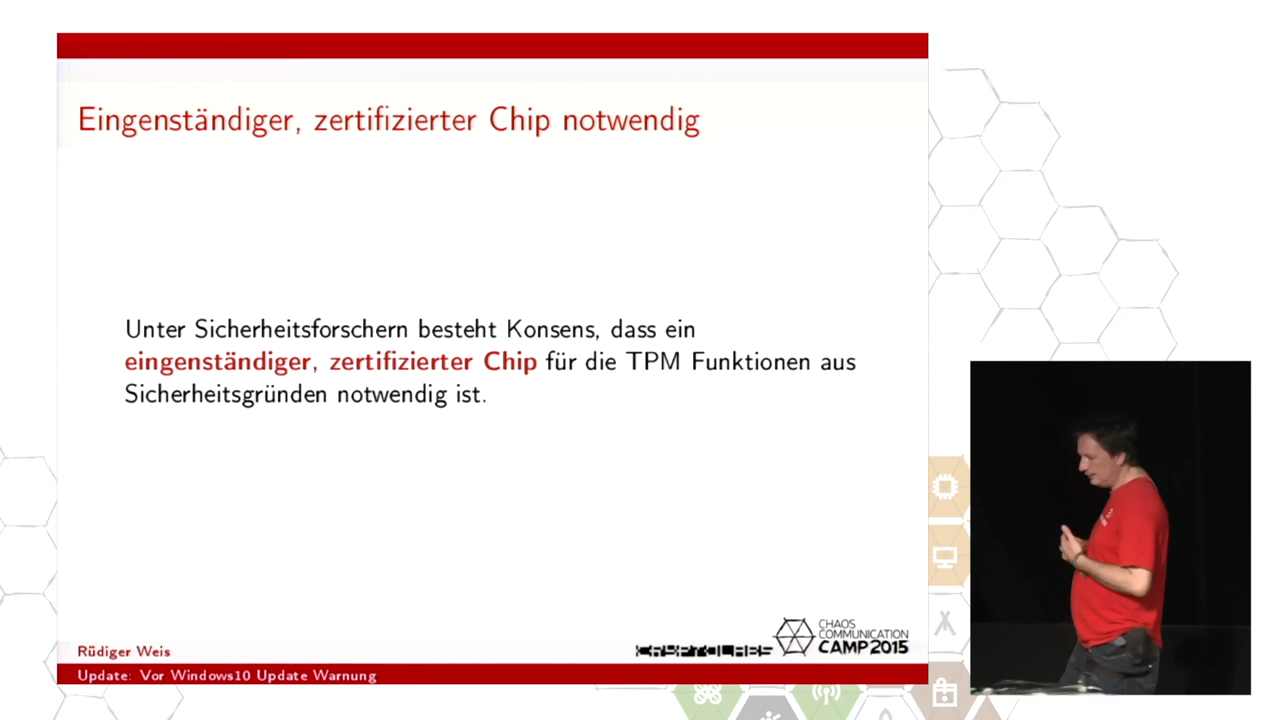 Eingenständiger, zertifizierter Chip notwendig
Unter Sicherheitsforschern besteht Konsens, dass ein
eingenständiger, zertifizierter Chip für die TPM Funktionen aus
Sicherheitsgründen notwendig ist.
Rüdiger Weis
CRYPTOLABS
CHAOS
COMMUNICATION
CAMP 2015
Update: Vor Windows10 Update Warnung